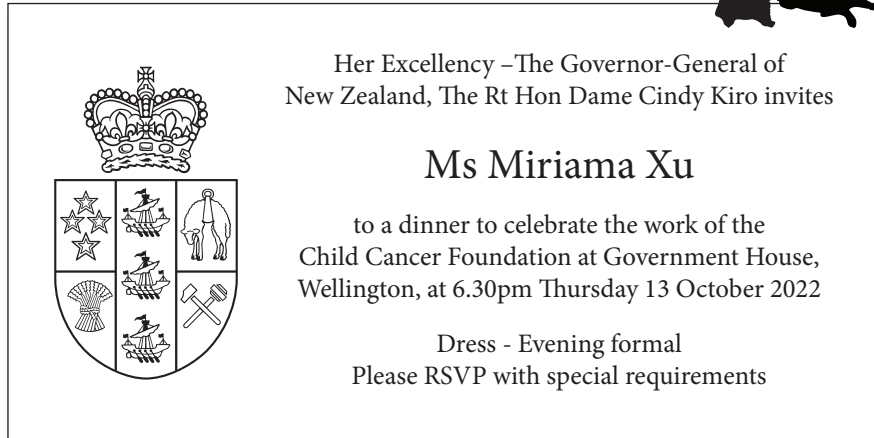 Her Excellency –The Governor-General of
New Zealand, The Rt Hon Dame Cindy Kiro invites
Ms Miriama Xu
to a dinner to celebrate the work of the
Child Cancer Foundation at Government House,
Wellington, at 6.30pm Thursday 13 October 2022
Dress - Evening formal
Please RSVP with special requirements